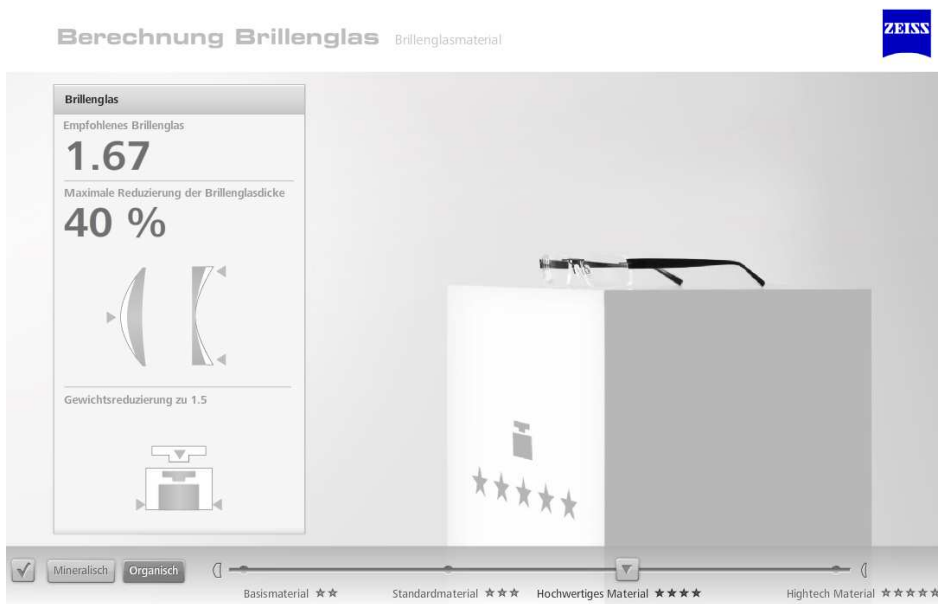 Berechnung Brillenglas Brillenglasmaterial
ZEISS
Brillenglas
Empfohlenes Brillenglas
1.67
Maximale Reduzierung der Brillenglasdicke
40 %
Gewichtsreduzierung zu 1.5
Mineralisch Organisch
Basismaterial ★★ Standardmaterial ★★★ Hochwertiges Material ★★★★ Hightech Material ★★★★★